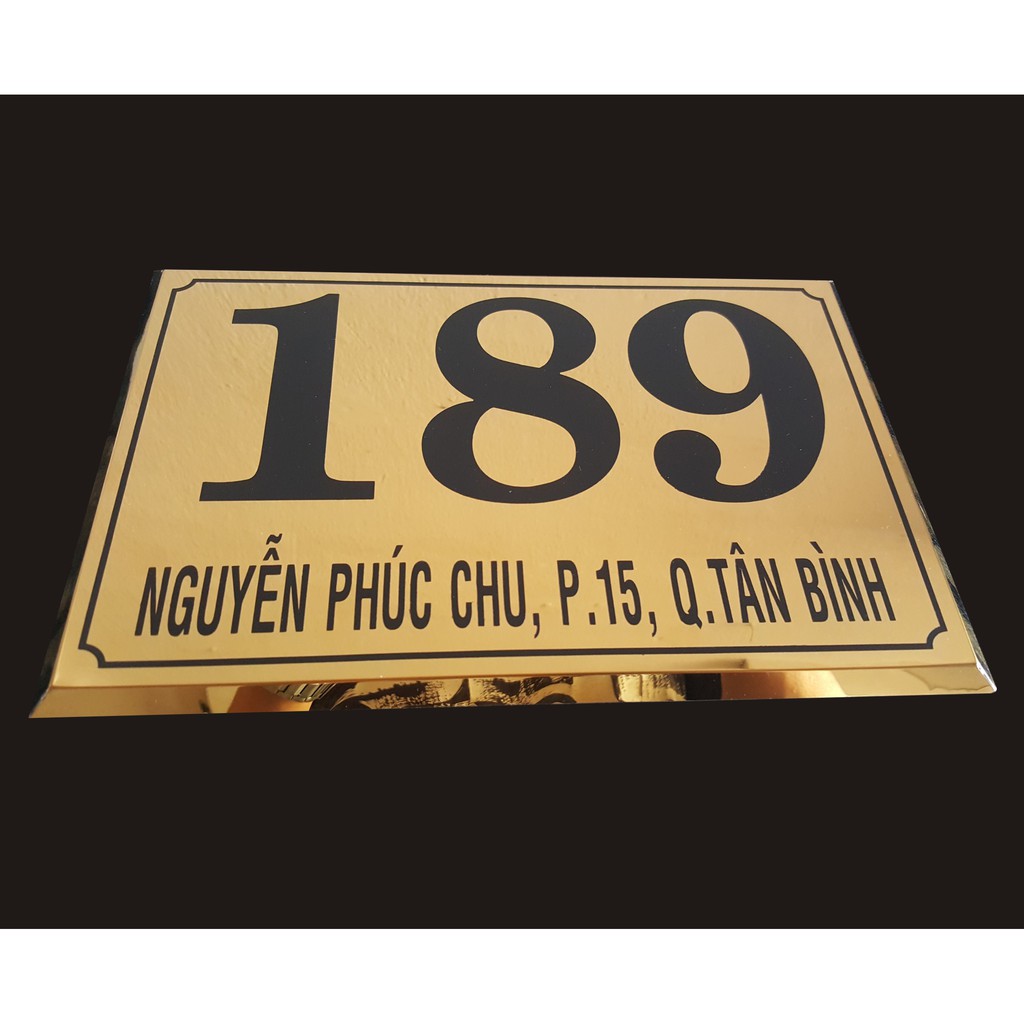 189
NGUYỄN PHÚC CHU, P.15, Q.TÂN BÌNH